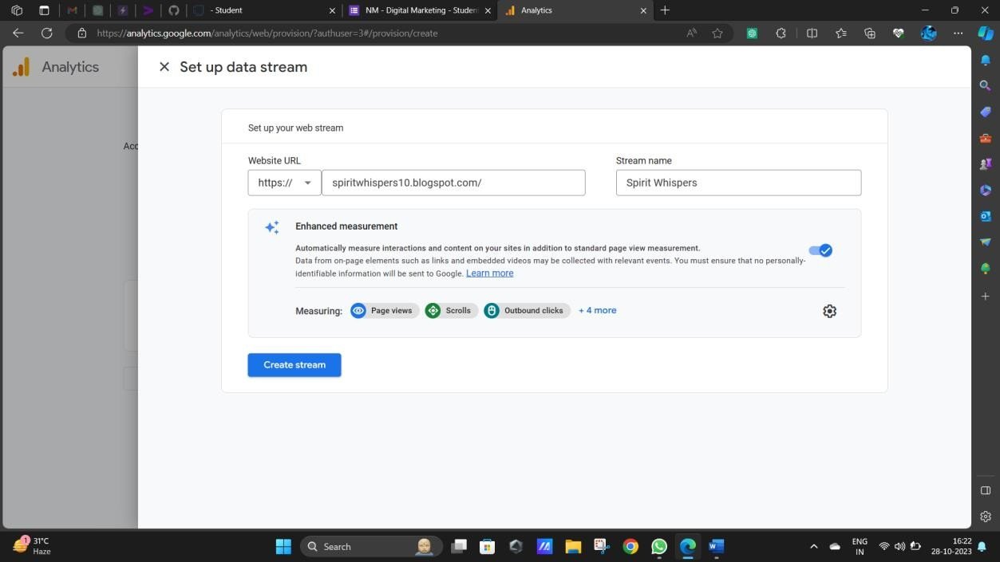 - Student
NM - Digital Marketing - Student
Analytics
https://analytics.google.com/analytics/web/provision/?authuser=3#/provision/create
Analytics
Set up data stream
Set up your web stream
Acc
Website URL
Stream name
https://
spiritwhispers10.blogspot.com/
Spirit Whispers
Enhanced measurement
Automatically measure interactions and content on your sites in addition to standard page view measurement.
Data from on-page elements such as links and embedded videos may be collected with relevant events. You must ensure that no personally-
identifiable information will be sent to Google. Learn more
Measuring: Page views Scrolls Outbound clicks + 4 more
Create stream
1
31°C
Haze
Search
ENG
IN
16:22
28-10-2023